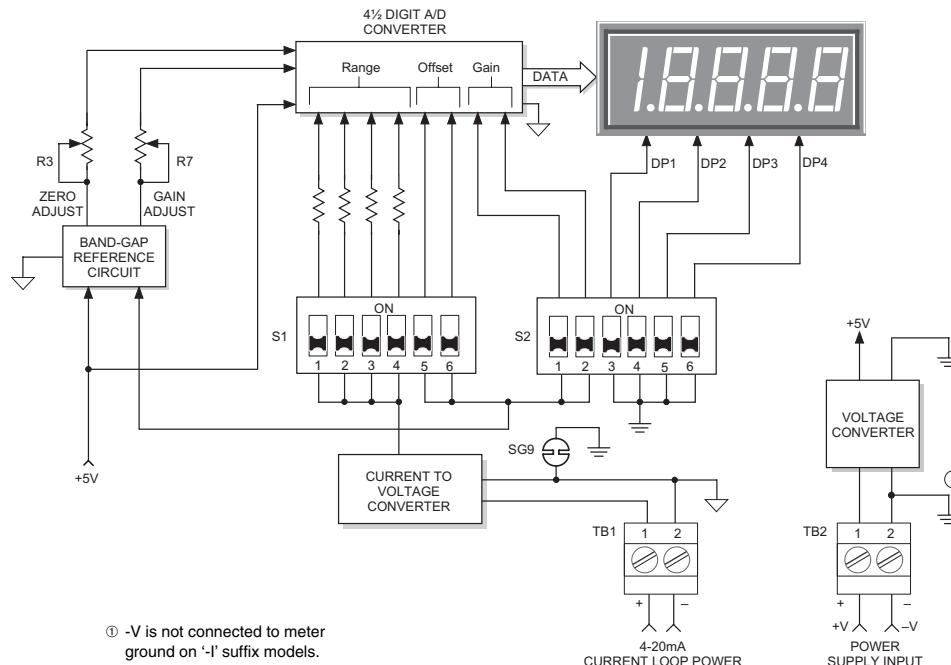 4½ DIGIT A/D
CONVERTER
Range Offset Gain
DATA
1.8.8.8.8
R3
R7
DP1 DP2 DP3 DP4
ZERO
ADJUST
GAIN
ADJUST
BAND-GAP
REFERENCE
CIRCUIT
S1
ON
1 2 3 4 5 6
S2
ON
1 2 3 4 5 6
+5V
VOLTAGE
CONVERTER
SG9
+5V
CURRENT TO
VOLTAGE
CONVERTER
TB1 1 2
TB2 1 2
+ –
+ –
+V –V
4-20mA
CURRENT LOOP POWER
POWER
SUPPLY INPUT
① -V is not connected to meter
ground on '-I' suffix models.